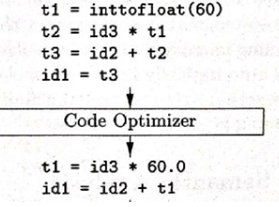 t1 = inttofloat(60)
t2 = id3 * t1
t3 = id2 + t2
id1 = t3
Code Optimizer
t1 = id3 * 60.0
id1 = id2 + t1